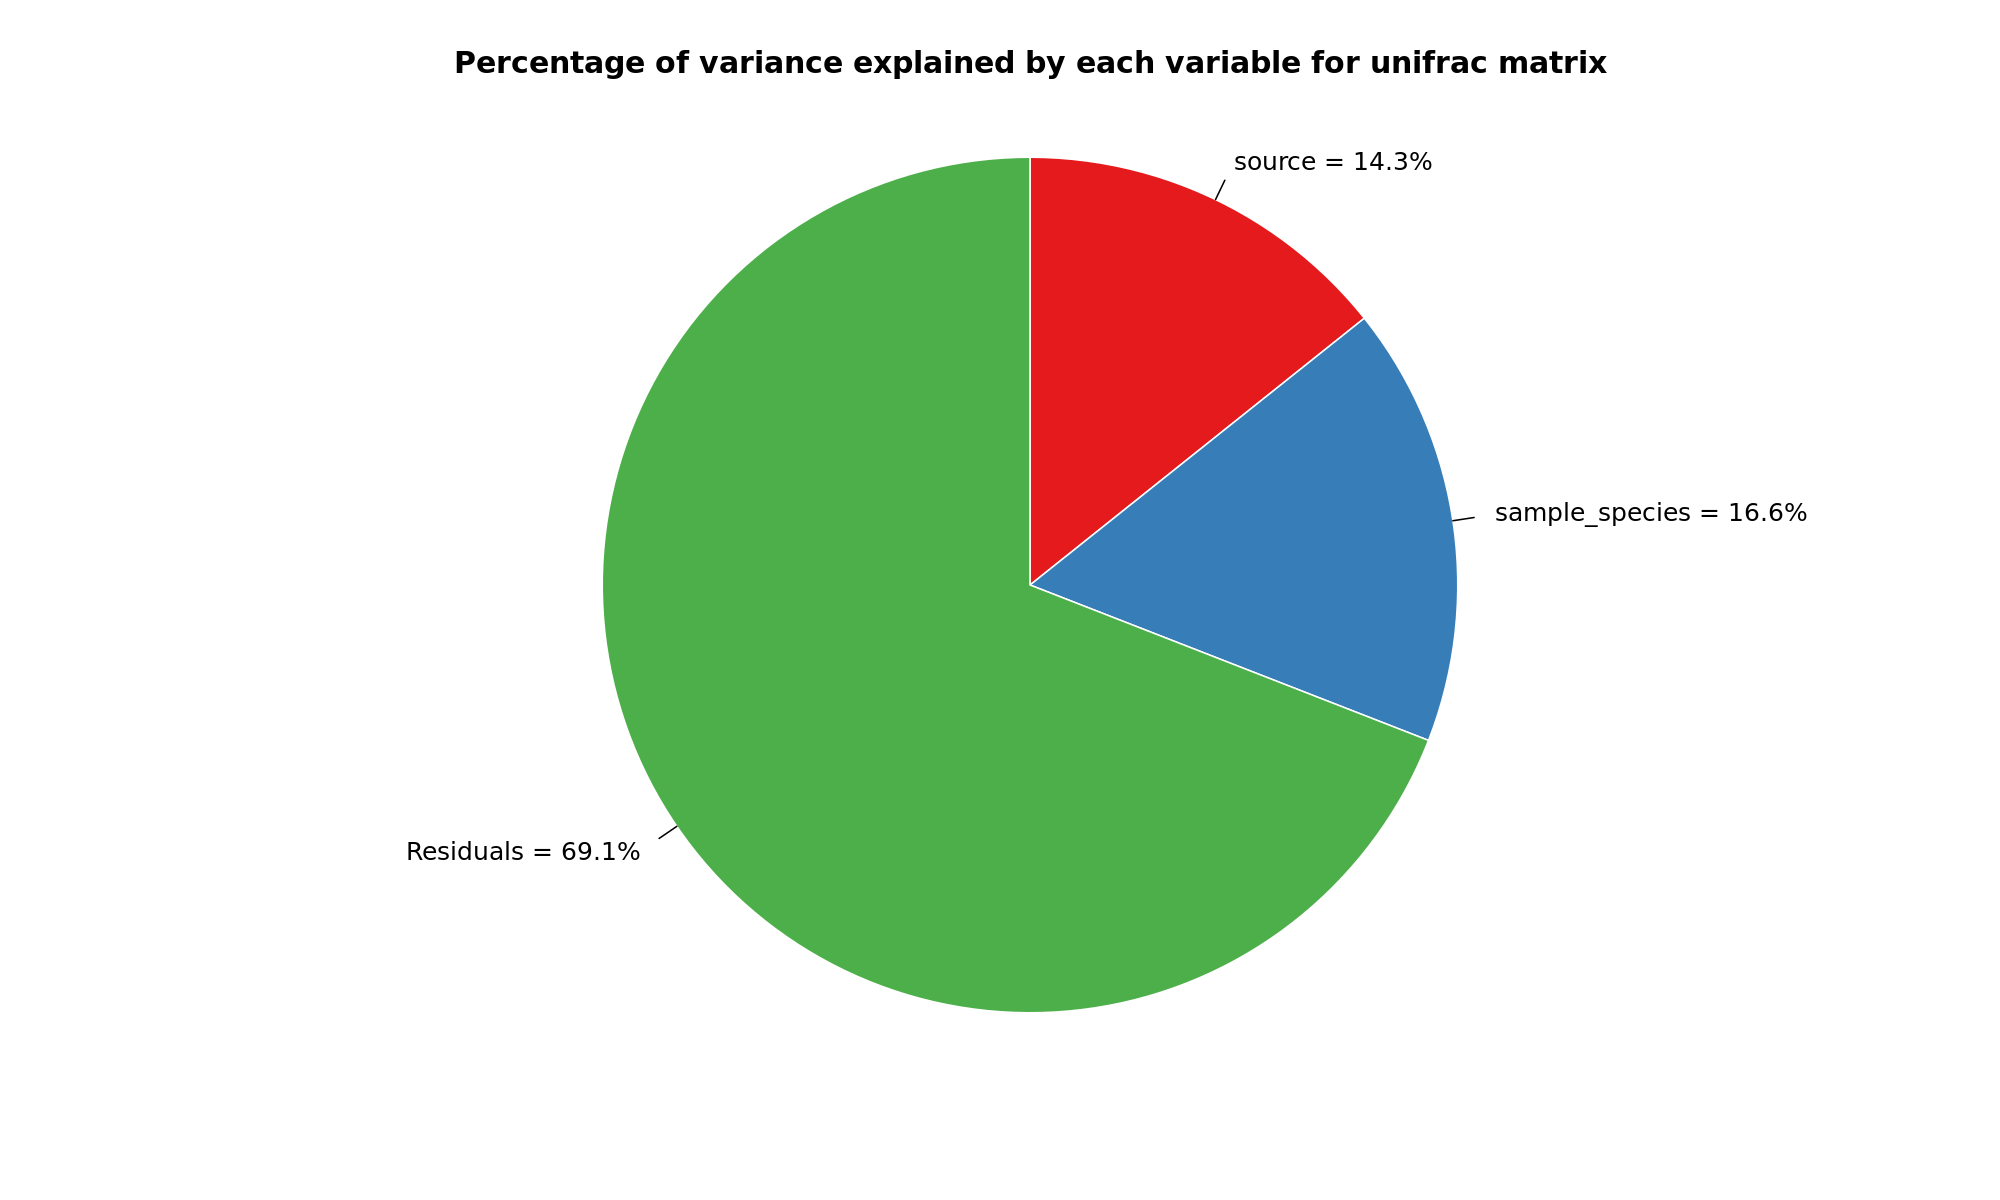 Percentage of variance explained by each variable for unifrac matrix
source = 14.3%
sample_species = 16.6%
Residuals = 69.1%